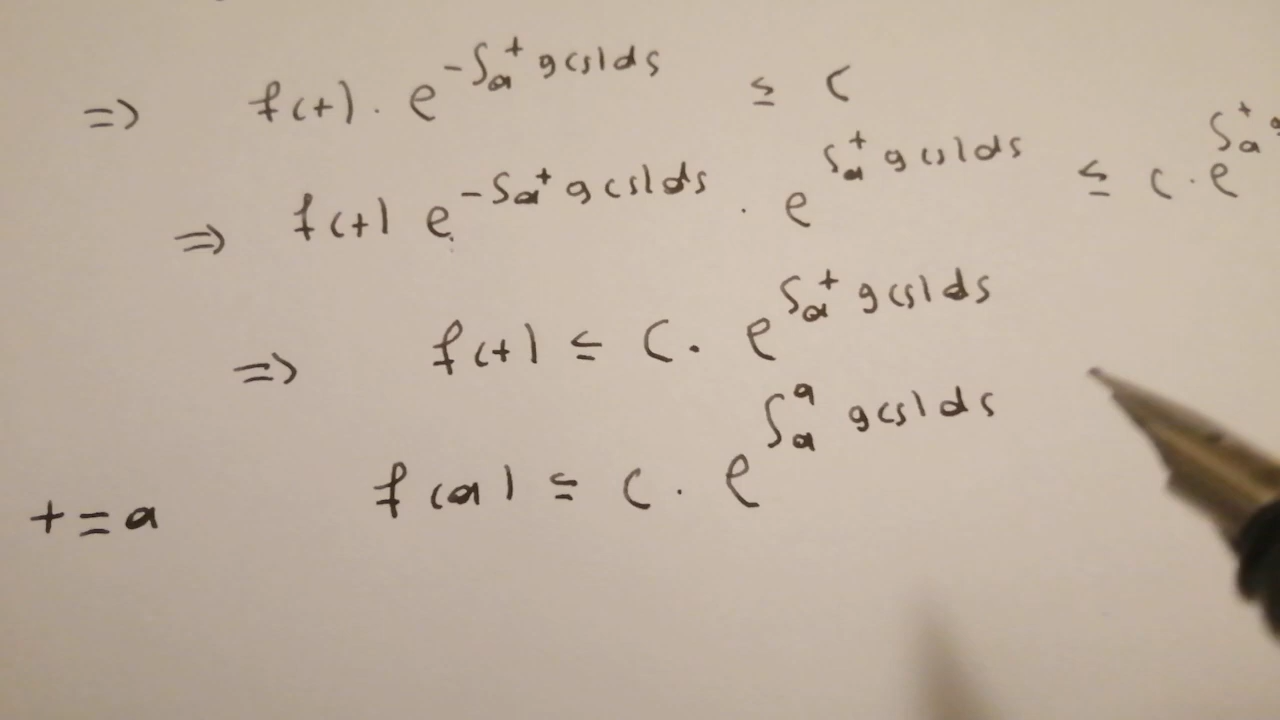 => f(t) · e^{-∫_a^t g(s)ds} ≤ c
=> f(t) e^{-∫_a^t g(s)ds} · e^{∫_a^t g(s)ds} ≤ c · e^{∫_a^t
=> f(t) ≤ c · e^{∫_a^t g(s)ds}
t = a f(a) ≤ c · e^{∫_a^a g(s)ds}